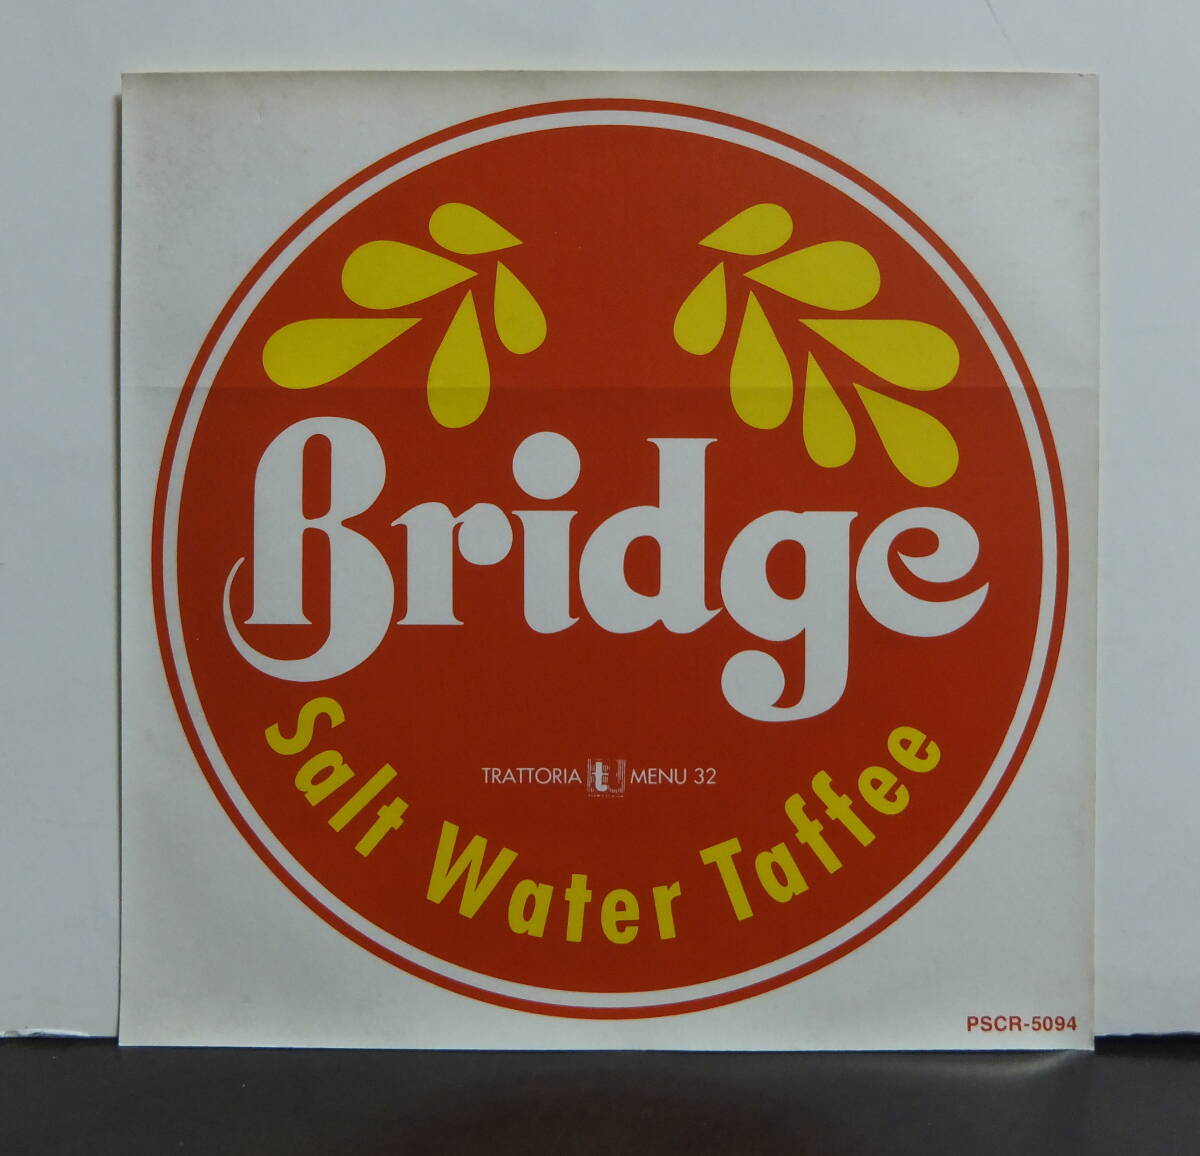 Bridge
TRATTORIA t MENU 32
Salt Water Taffee
PSCR-5094